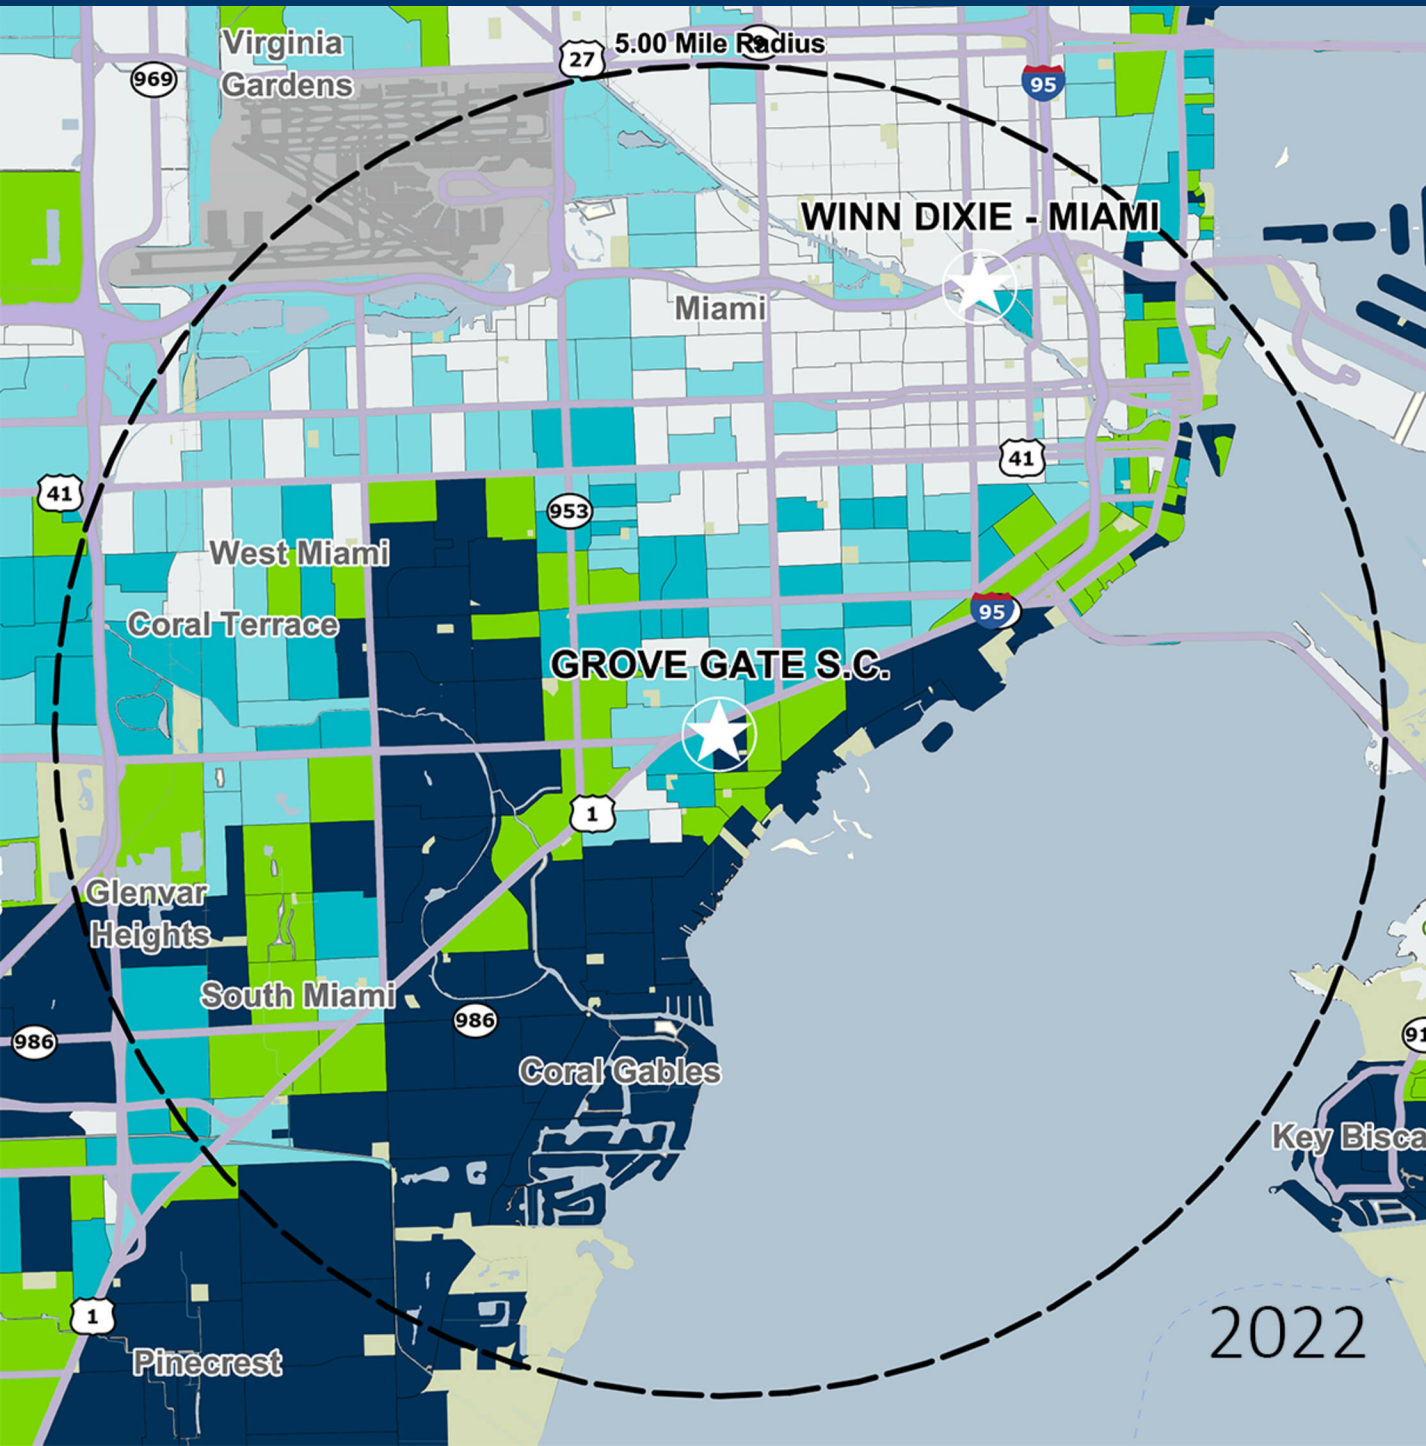 Virginia
Gardens
969
27
5.00 Mile Radius
95
WINN DIXIE - MIAMI
Miami
41
41
953
West Miami
Coral Terrace
95
GROVE GATE S.C.
1
Glenvar
Heights
South Miami
986
986
Coral Gables
91
Key Bisca
1
Pinecrest
2022